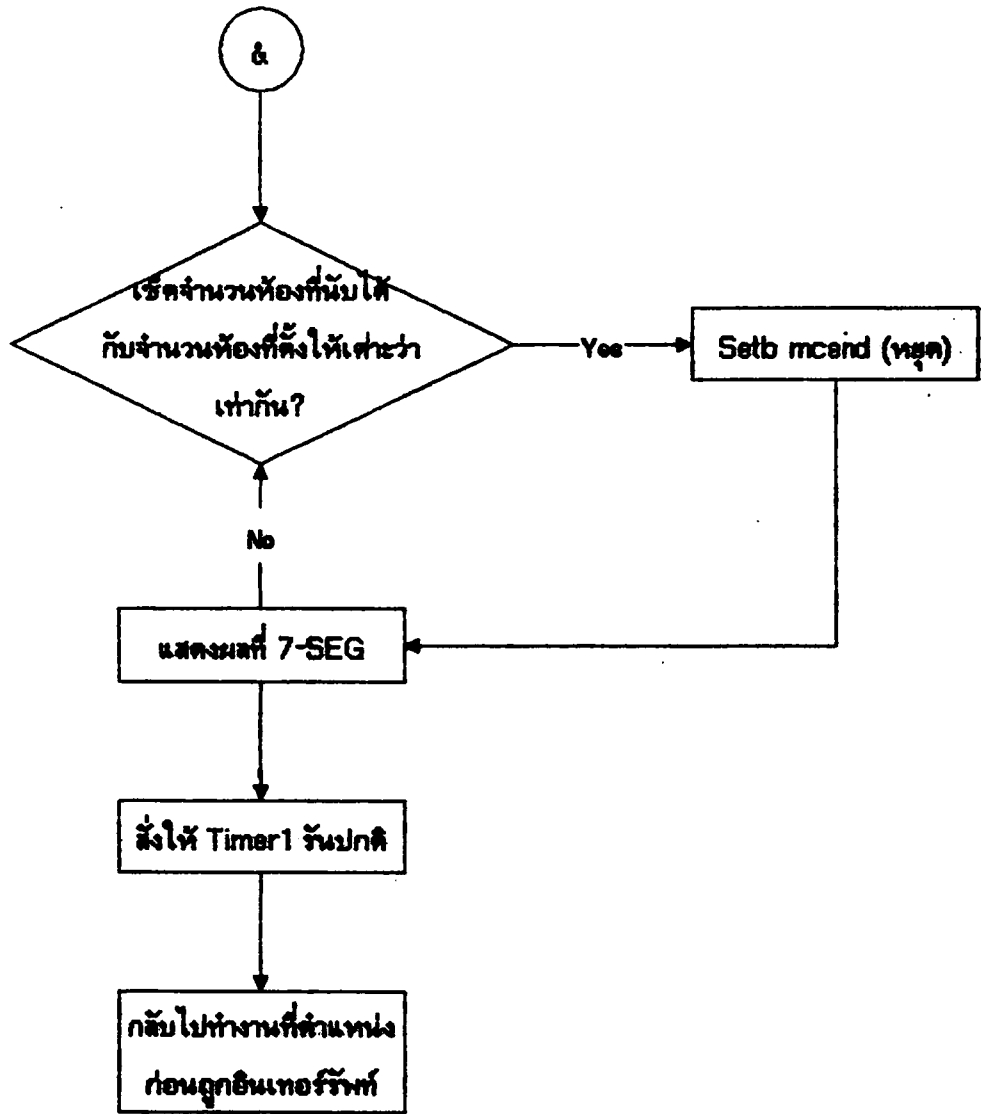 &
เช็คจำนวนห้องที่นับได้
กับจำนวนห้องที่ตั้งให้เคาะว่า
เท่ากัน?
Yes
Setb mcend (หยุด)
No
แสดงผลที่ 7-SEG
สั่งให้ Timer1 รันปกติ
กลับไปทำงานที่ตำแหน่ง
ก่อนถูกอินเทอร์รัพท์